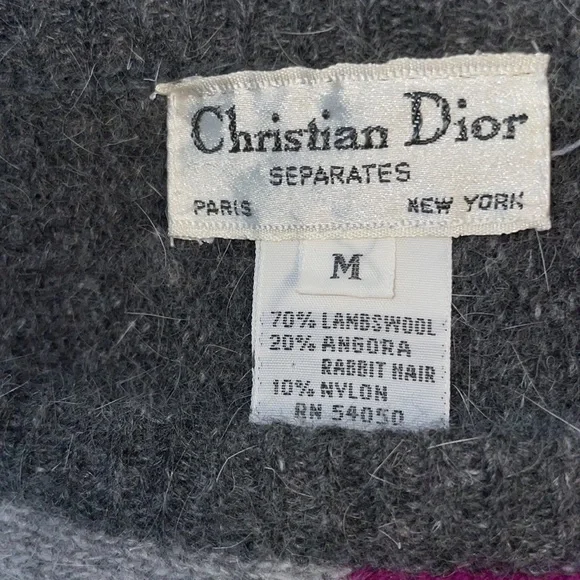 Christian Dior
SEPARATES
PARIS NEW YORK
M
70% LAMBSWOOL
20% ANGORA
RABBIT HAIR
10% NYLON
RN 54050